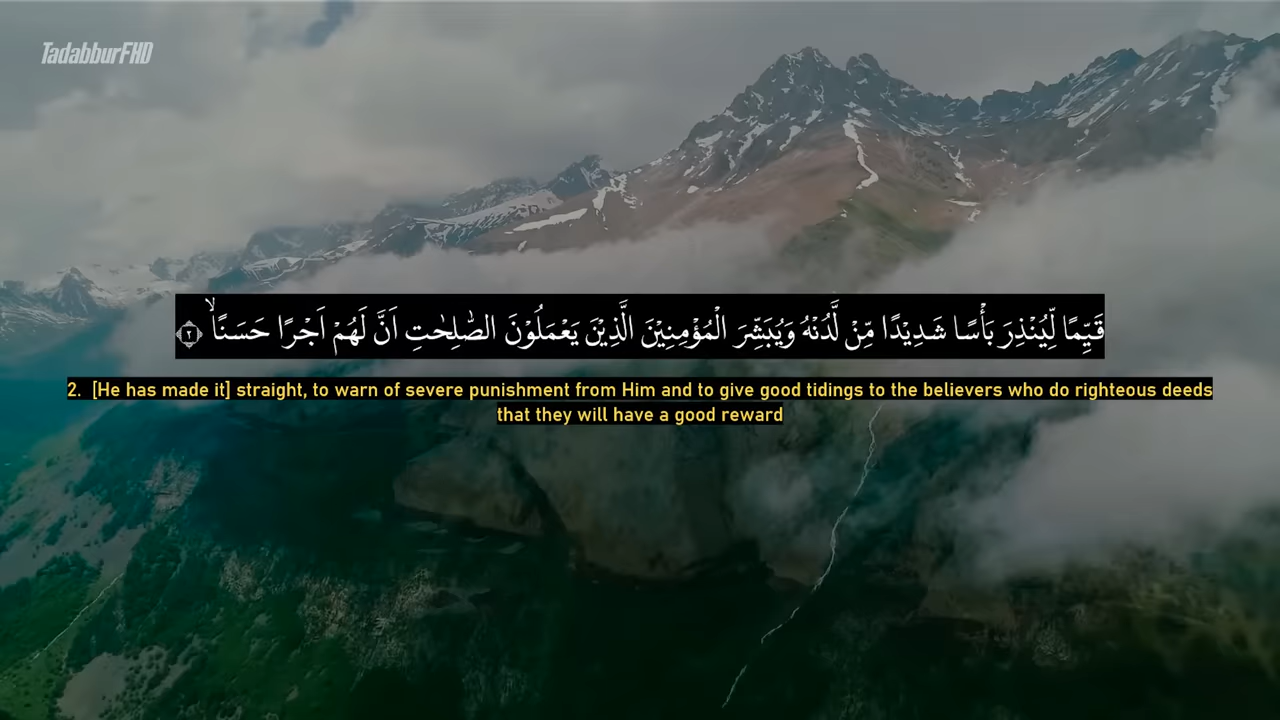 TadabburFHD
قَيِّمًا لِّيُنْذِرَ بَأْسًا شَدِيْدًا مِّنْ لَّدُنْهُ وَيُبَشِّرَ الْمُؤْمِنِيْنَ الَّذِيْنَ يَعْمَلُوْنَ الصّٰلِحٰتِ اَنَّ لَهُمْ اَجْرًا حَسَنًاۙ ٢
2. [He has made it] straight, to warn of severe punishment from Him and to give good tidings to the believers who do righteous deeds
that they will have a good reward